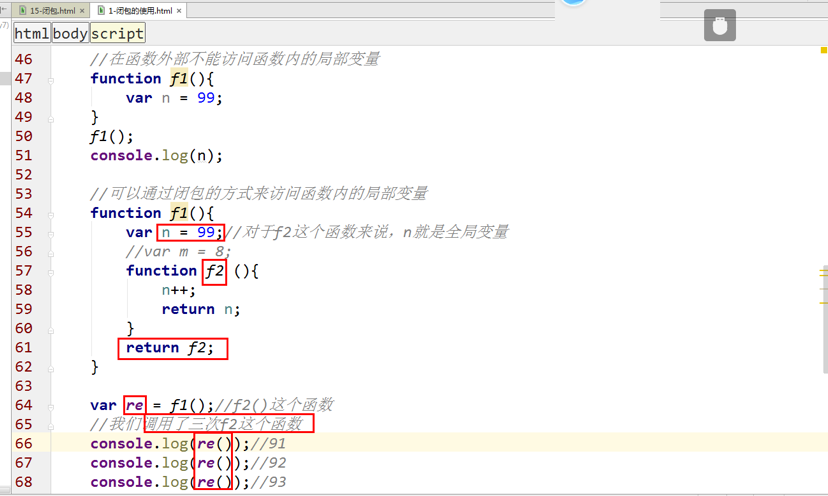 15-闭包.html × 1-闭包的使用.html ×
html body script
46 //在函数外部不能访问函数内的局部变量
47 function f1(){
48 var n = 99;
49 }
50 f1();
51 console.log(n);
52
53 //可以通过闭包的方式来访问函数内的局部变量
54 function f1(){
55 var n = 99;//对于f2这个函数来说，n就是全局变量
56 //var m = 8;
57 function f2 (){
58 n++;
59 return n;
60 }
61 return f2;
62 }
63
64 var re = f1();//f2()这个函数
65 //我们调用了三次f2这个函数
66 console.log(re());//91
67 console.log(re());//92
68 console.log(re());//93